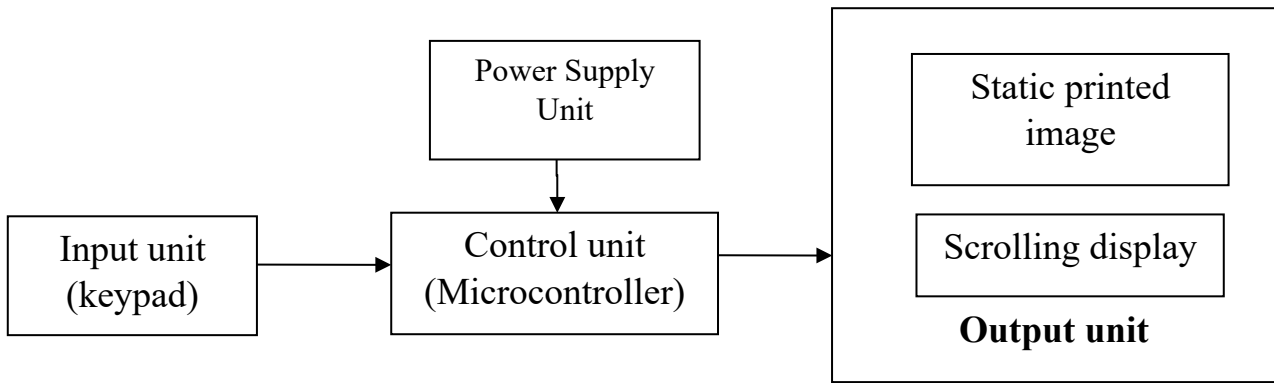 Power Supply
Unit
Static printed
image
Input unit
(keypad)
Control unit
(Microcontroller)
Scrolling display
Output unit